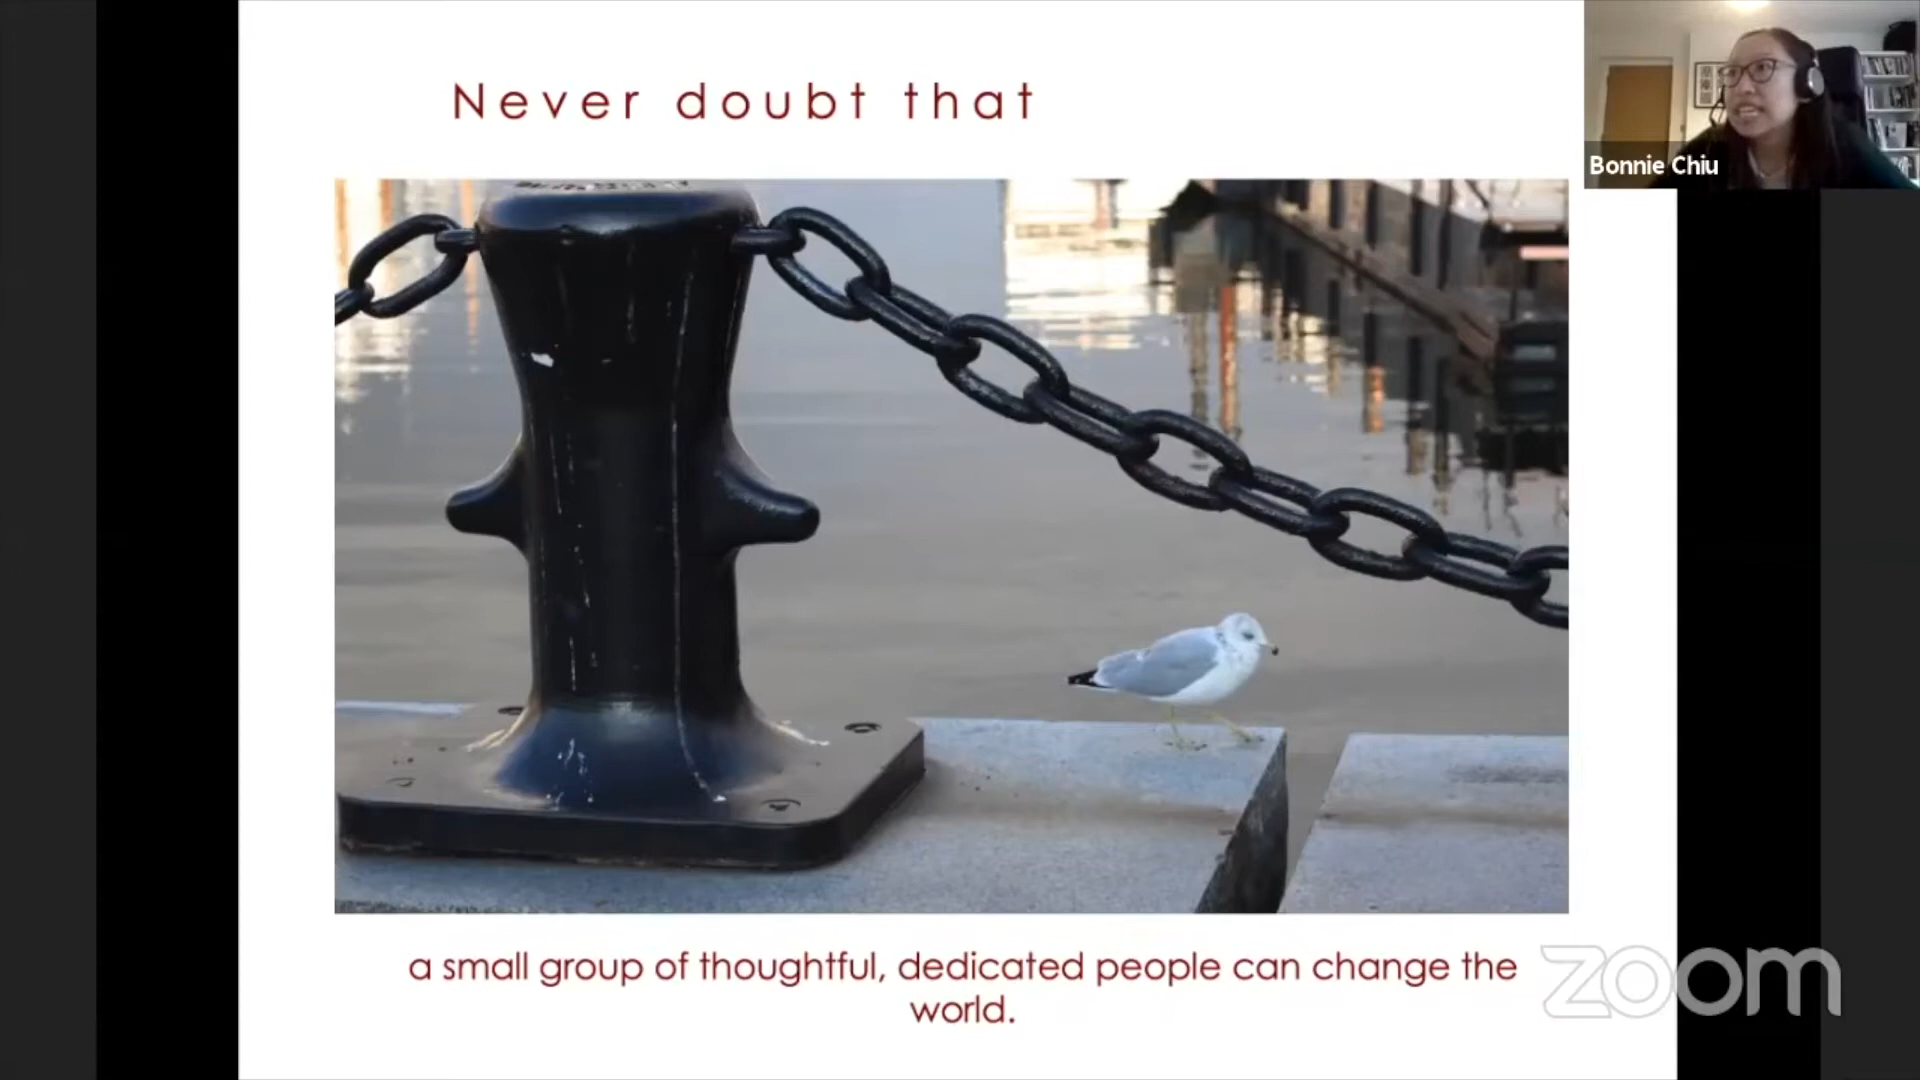 Never doubt that
Bonnie Chiu
a small group of thoughtful, dedicated people can change the
world.
zoom